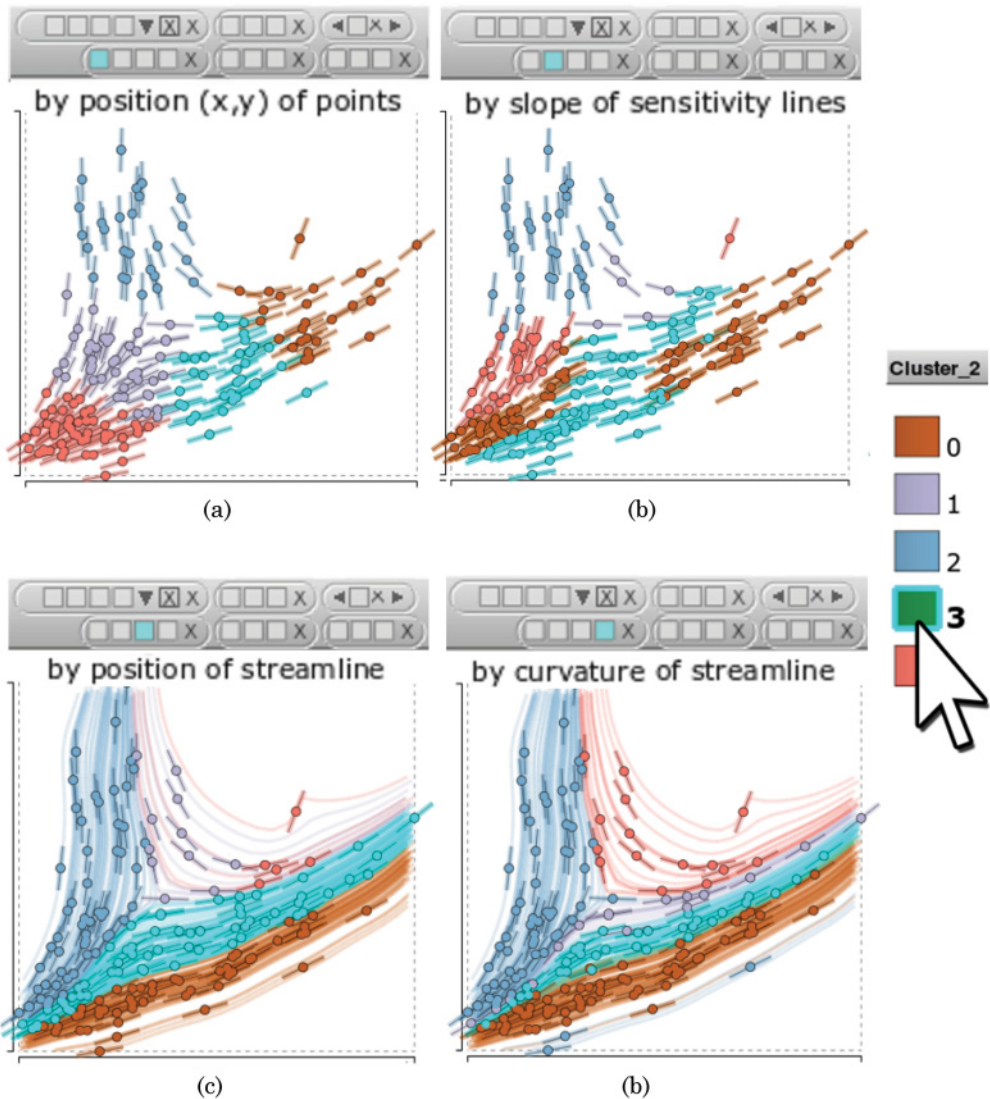 X X X X
X X X
X X X X
X X X
by position (x,y) of points
by slope of sensitivity lines
(a)
(b)
Cluster_2
0
1
2
3
X X X X
X X X
X X X X
X X X
by position of streamline
by curvature of streamline
(c)
(b)